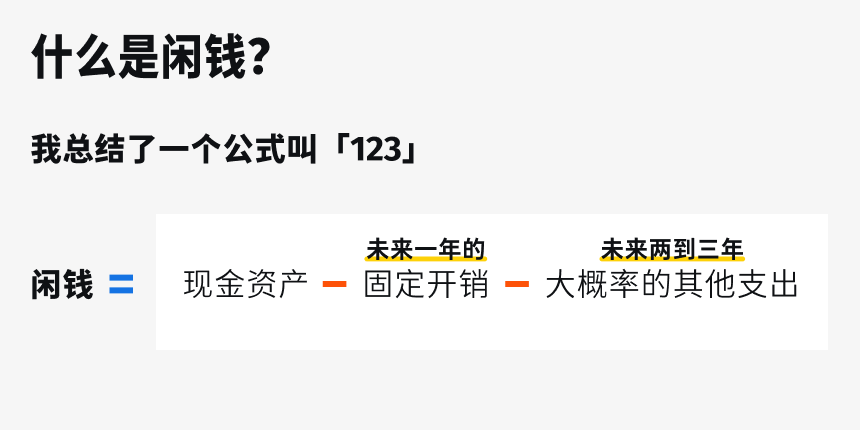 什么是闲钱？
我总结了一个公式叫「123」
未来一年的 未来两到三年
闲钱 = 现金资产 - 固定开销 - 大概率的其他支出